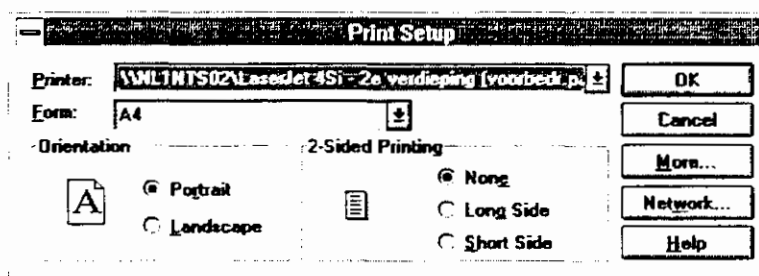 Print Setup
Printer: \\NL1NTS02\LaserJet 4Si - 2e verdieping (voorbedr.p. OK
Form: A4 Cancel
Orientation 2-Sided Printing More...
Portrait None
A Long Side Network...
Landscape Short Side Help